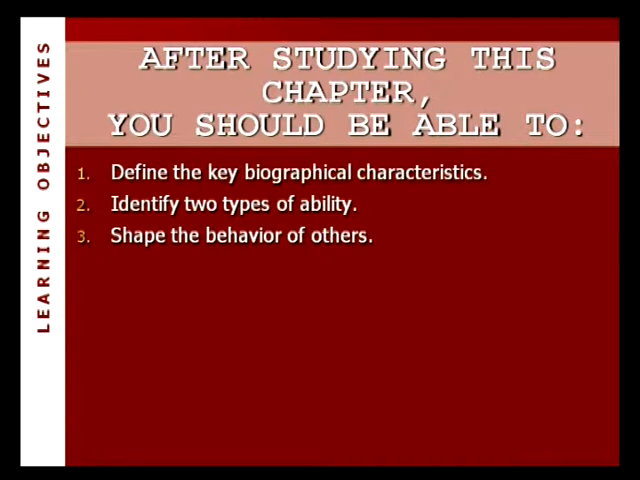 LEARNING OBJECTIVES
AFTER STUDYING THIS
CHAPTER,
YOU SHOULD BE ABLE TO:
1. Define the key biographical characteristics.
2. Identify two types of ability.
3. Shape the behavior of others.